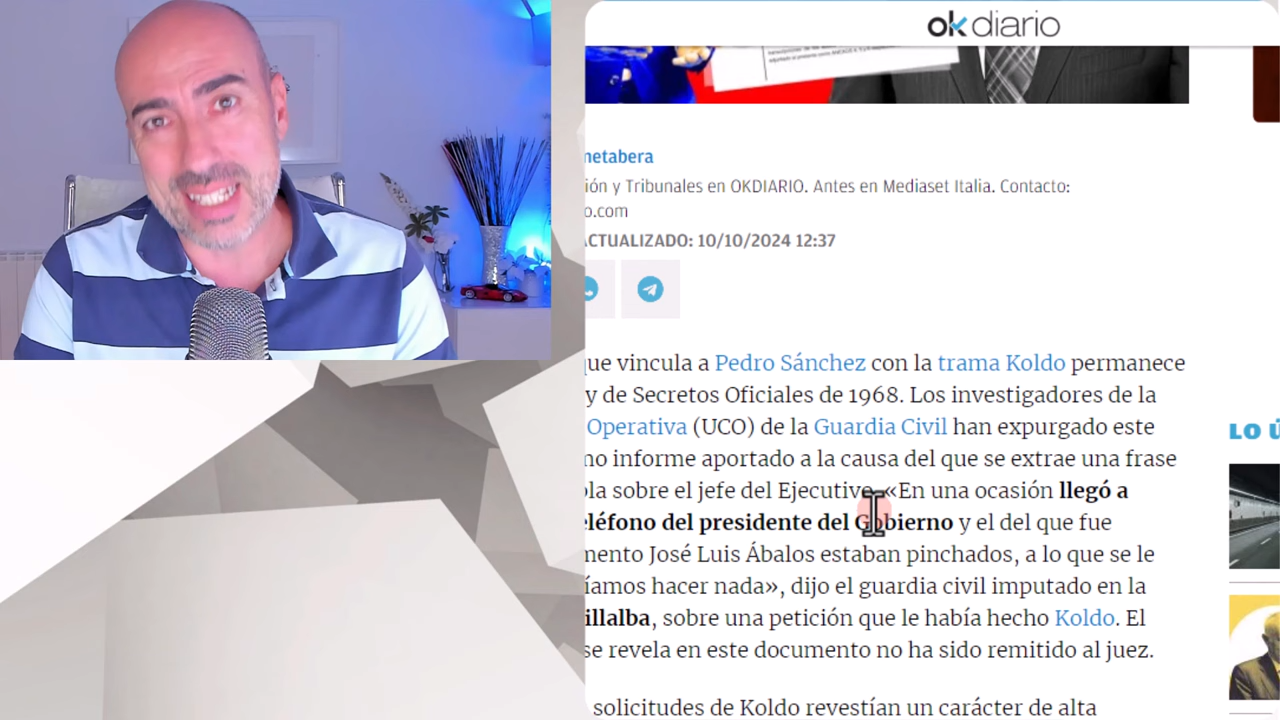 okdiario
netabera
ión y Tribunales en OKDIARIO. Antes en Mediaset Italia. Contacto:
o.com
ACTUALIZADO: 10/10/2024 12:37
que vincula a Pedro Sánchez con la trama Koldo permanece
y de Secretos Oficiales de 1968. Los investigadores de la
Operativa (UCO) de la Guardia Civil han expurgado este
mo informe aportado a la causa del que se extrae una frase
bla sobre el jefe del Ejecutivo. «En una ocasión llegó a
eléfono del presidente del Gobierno y el del que fue
mento José Luis Ábalos estaban pinchados, a lo que se le
íamos hacer nada», dijo el guardia civil imputado en la
illalba, sobre una petición que le había hecho Koldo. El
se revela en este documento no ha sido remitido al juez.
solicitudes de Koldo revestían un carácter de alta
LO Ú